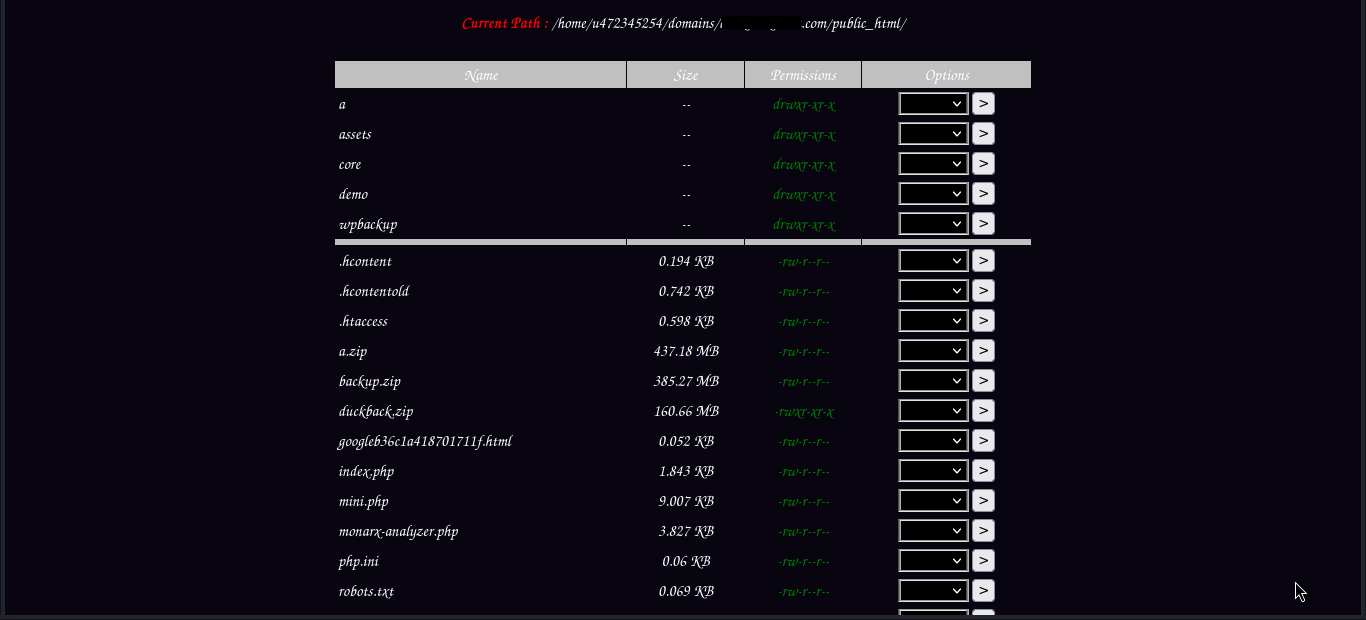 Current Path : /home/u472345254/domains/ .com/public_html/
Name Size Permissions Options
a -- drwxr-xr-x >
assets -- drwxr-xr-x >
core -- drwxr-xr-x >
demo -- drwxr-xr-x >
wpbackup -- drwxr-xr-x >
.hcontent 0.194 KB -rw-r--r-- >
.hcontentold 0.742 KB -rw-r--r-- >
.htaccess 0.598 KB -rw-r--r-- >
a.zip 437.18 MB -rw-r--r-- >
backup.zip 385.27 MB -rw-r--r-- >
duckback.zip 160.66 MB -rwxr-xr-x >
googleb36c1a418701711f.html 0.052 KB -rw-r--r-- >
index.php 1.843 KB -rw-r--r-- >
mini.php 9.007 KB -rw-r--r-- >
monarx-analyzer.php 3.827 KB -rw-r--r-- >
php.ini 0.06 KB -rw-r--r-- >
robots.txt 0.069 KB -rw-r--r-- >